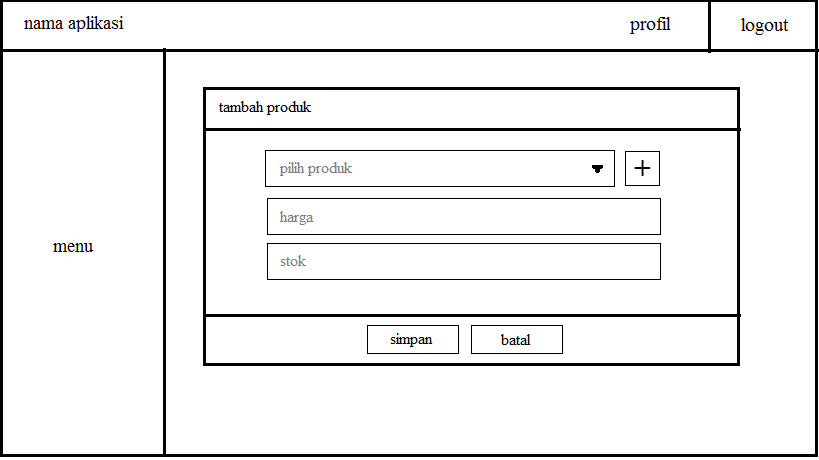 nama aplikasi
profil
logout
menu
tambah produk
pilih produk
+
harga
stok
simpan
batal